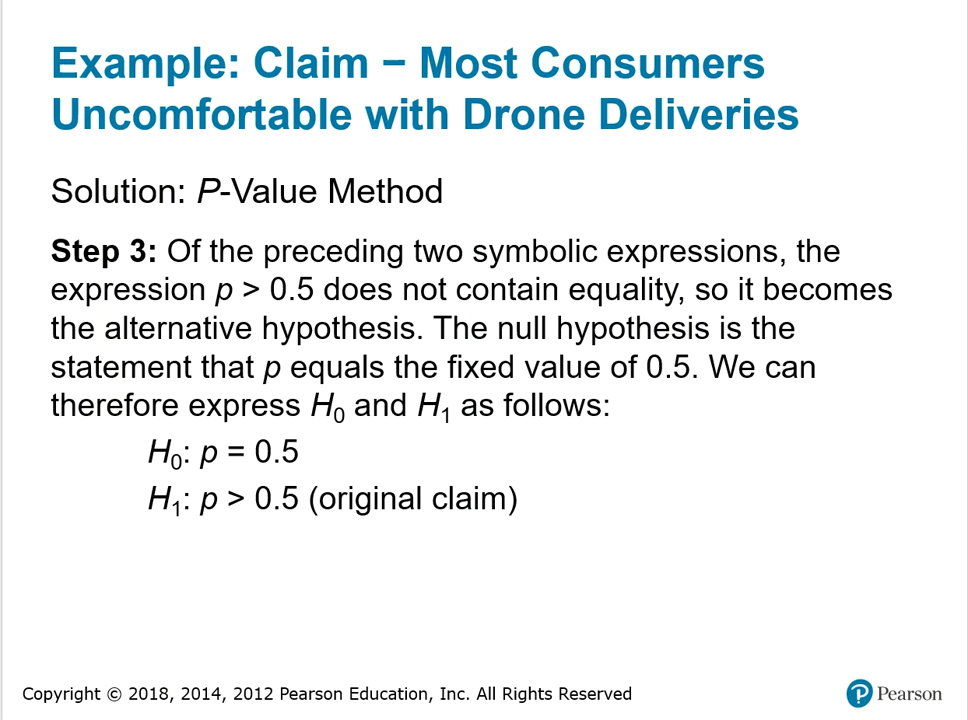 Example: Claim − Most Consumers
Uncomfortable with Drone Deliveries
Solution: P-Value Method
Step 3: Of the preceding two symbolic expressions, the
expression p > 0.5 does not contain equality, so it becomes
the alternative hypothesis. The null hypothesis is the
statement that p equals the fixed value of 0.5. We can
therefore express H₀ and H₁ as follows:
H₀: p = 0.5
H₁: p > 0.5 (original claim)
Copyright © 2018, 2014, 2012 Pearson Education, Inc. All Rights Reserved
P Pearson